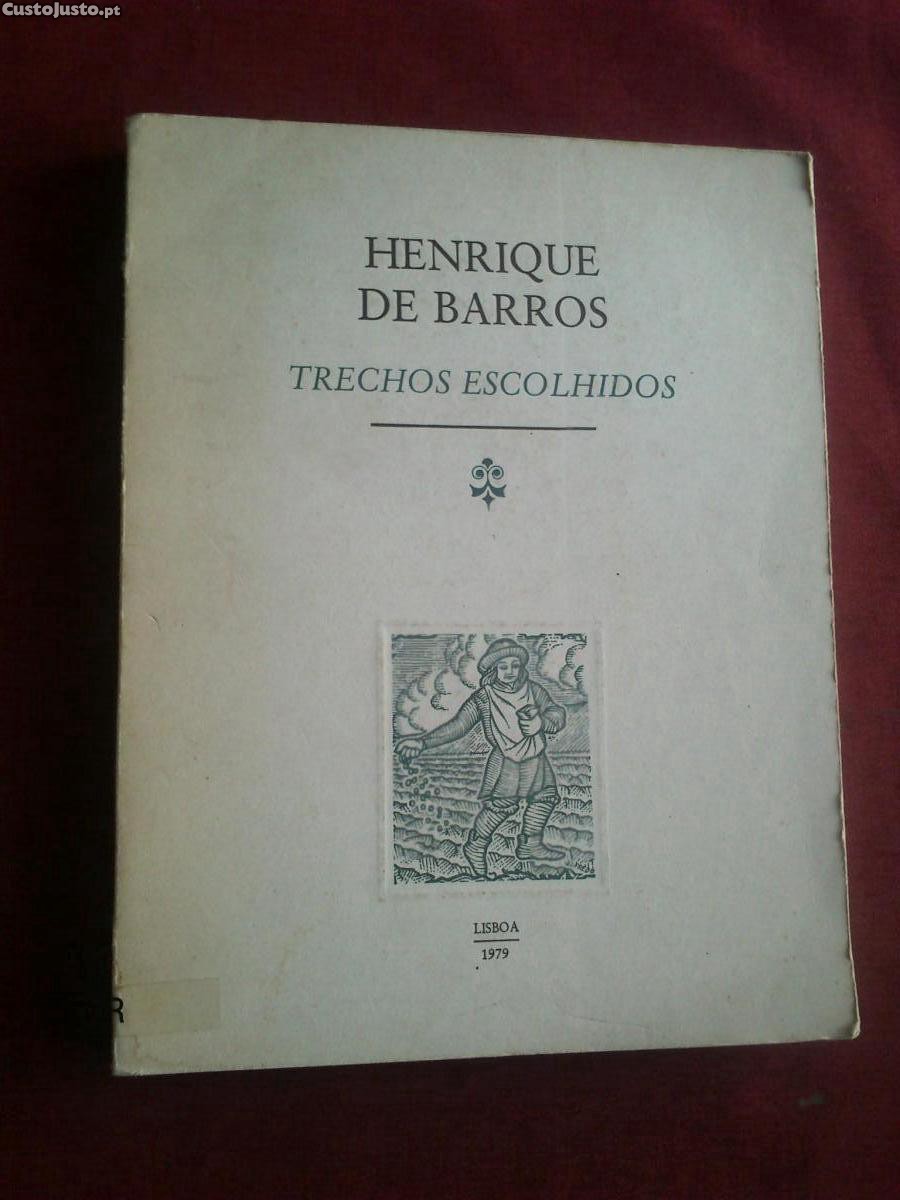 CustoJusto.pt
HENRIQUE
DE BARROS
TRECHOS ESCOLHIDOS
LISBOA
1979